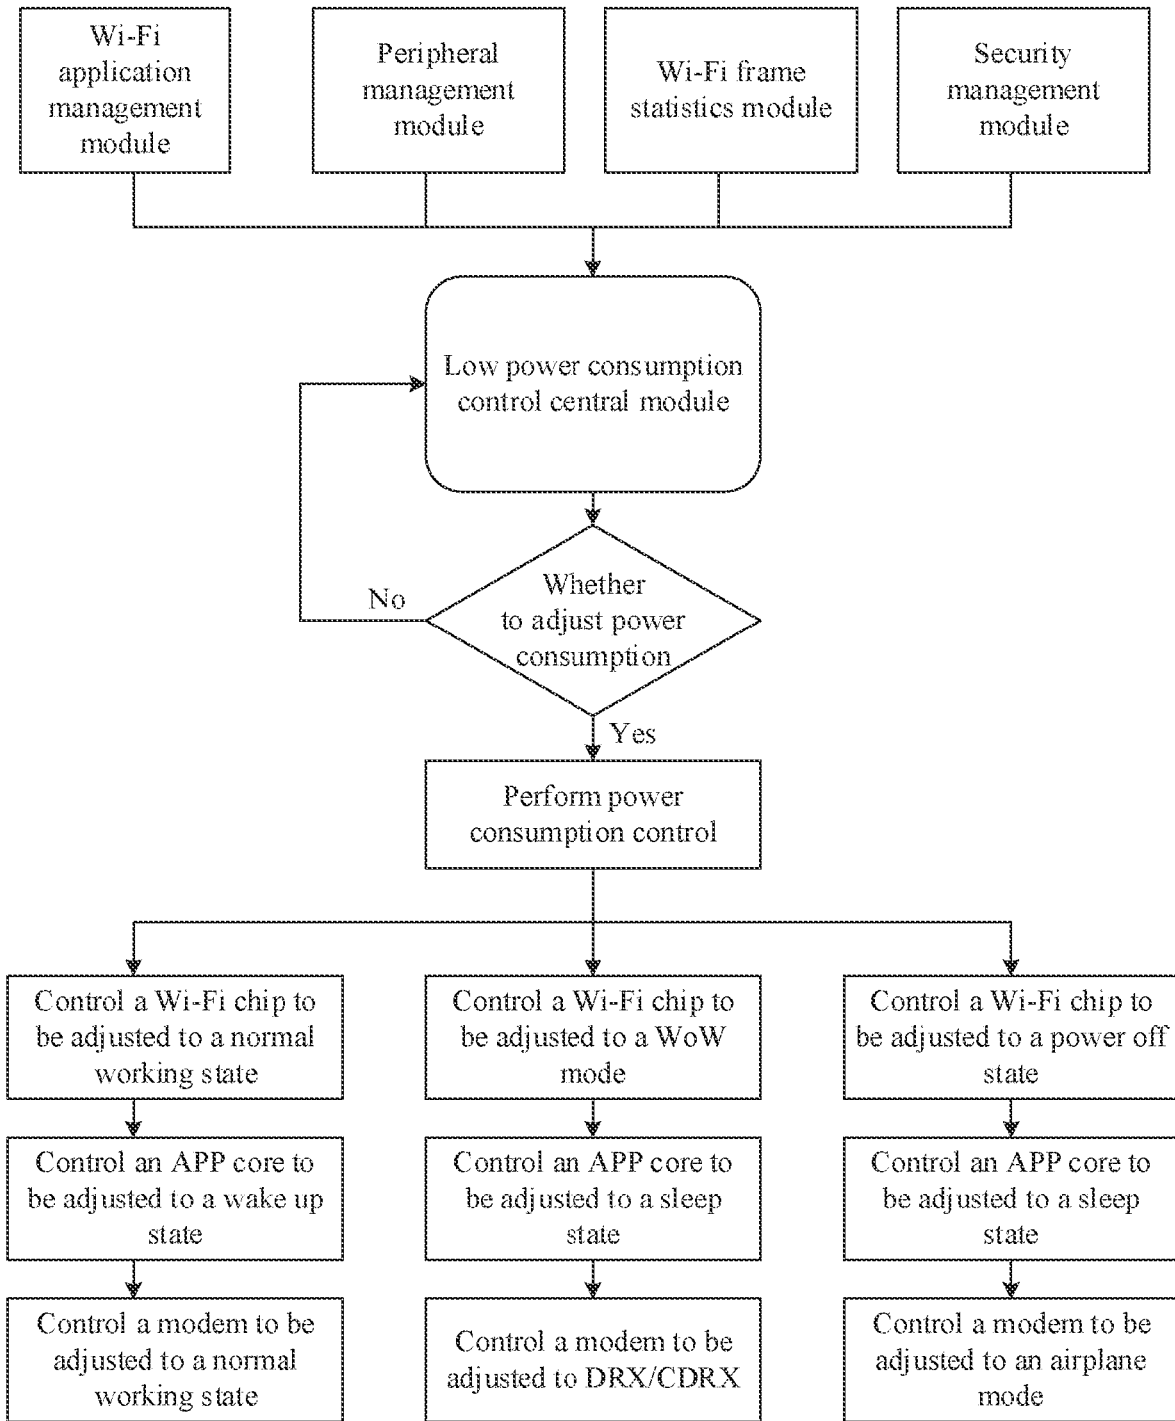 Wi-Fi
application
management
module
Peripheral
management
module
Wi-Fi frame
statistics module
Security
management
module
Low power consumption
control central module
Whether
to adjust power
consumption
No
Yes
Perform power
consumption control
Control a Wi-Fi chip to
be adjusted to a normal
working state
Control a Wi-Fi chip to
be adjusted to a WoW
mode
Control a Wi-Fi chip to
be adjusted to a power off
state
Control an APP core to
be adjusted to a wake up
state
Control an APP core to
be adjusted to a sleep
state
Control an APP core to
be adjusted to a sleep
state
Control a modem to be
adjusted to a normal
working state
Control a modem to be
adjusted to DRX/CDRX
Control a modem to be
adjusted to an airplane
mode